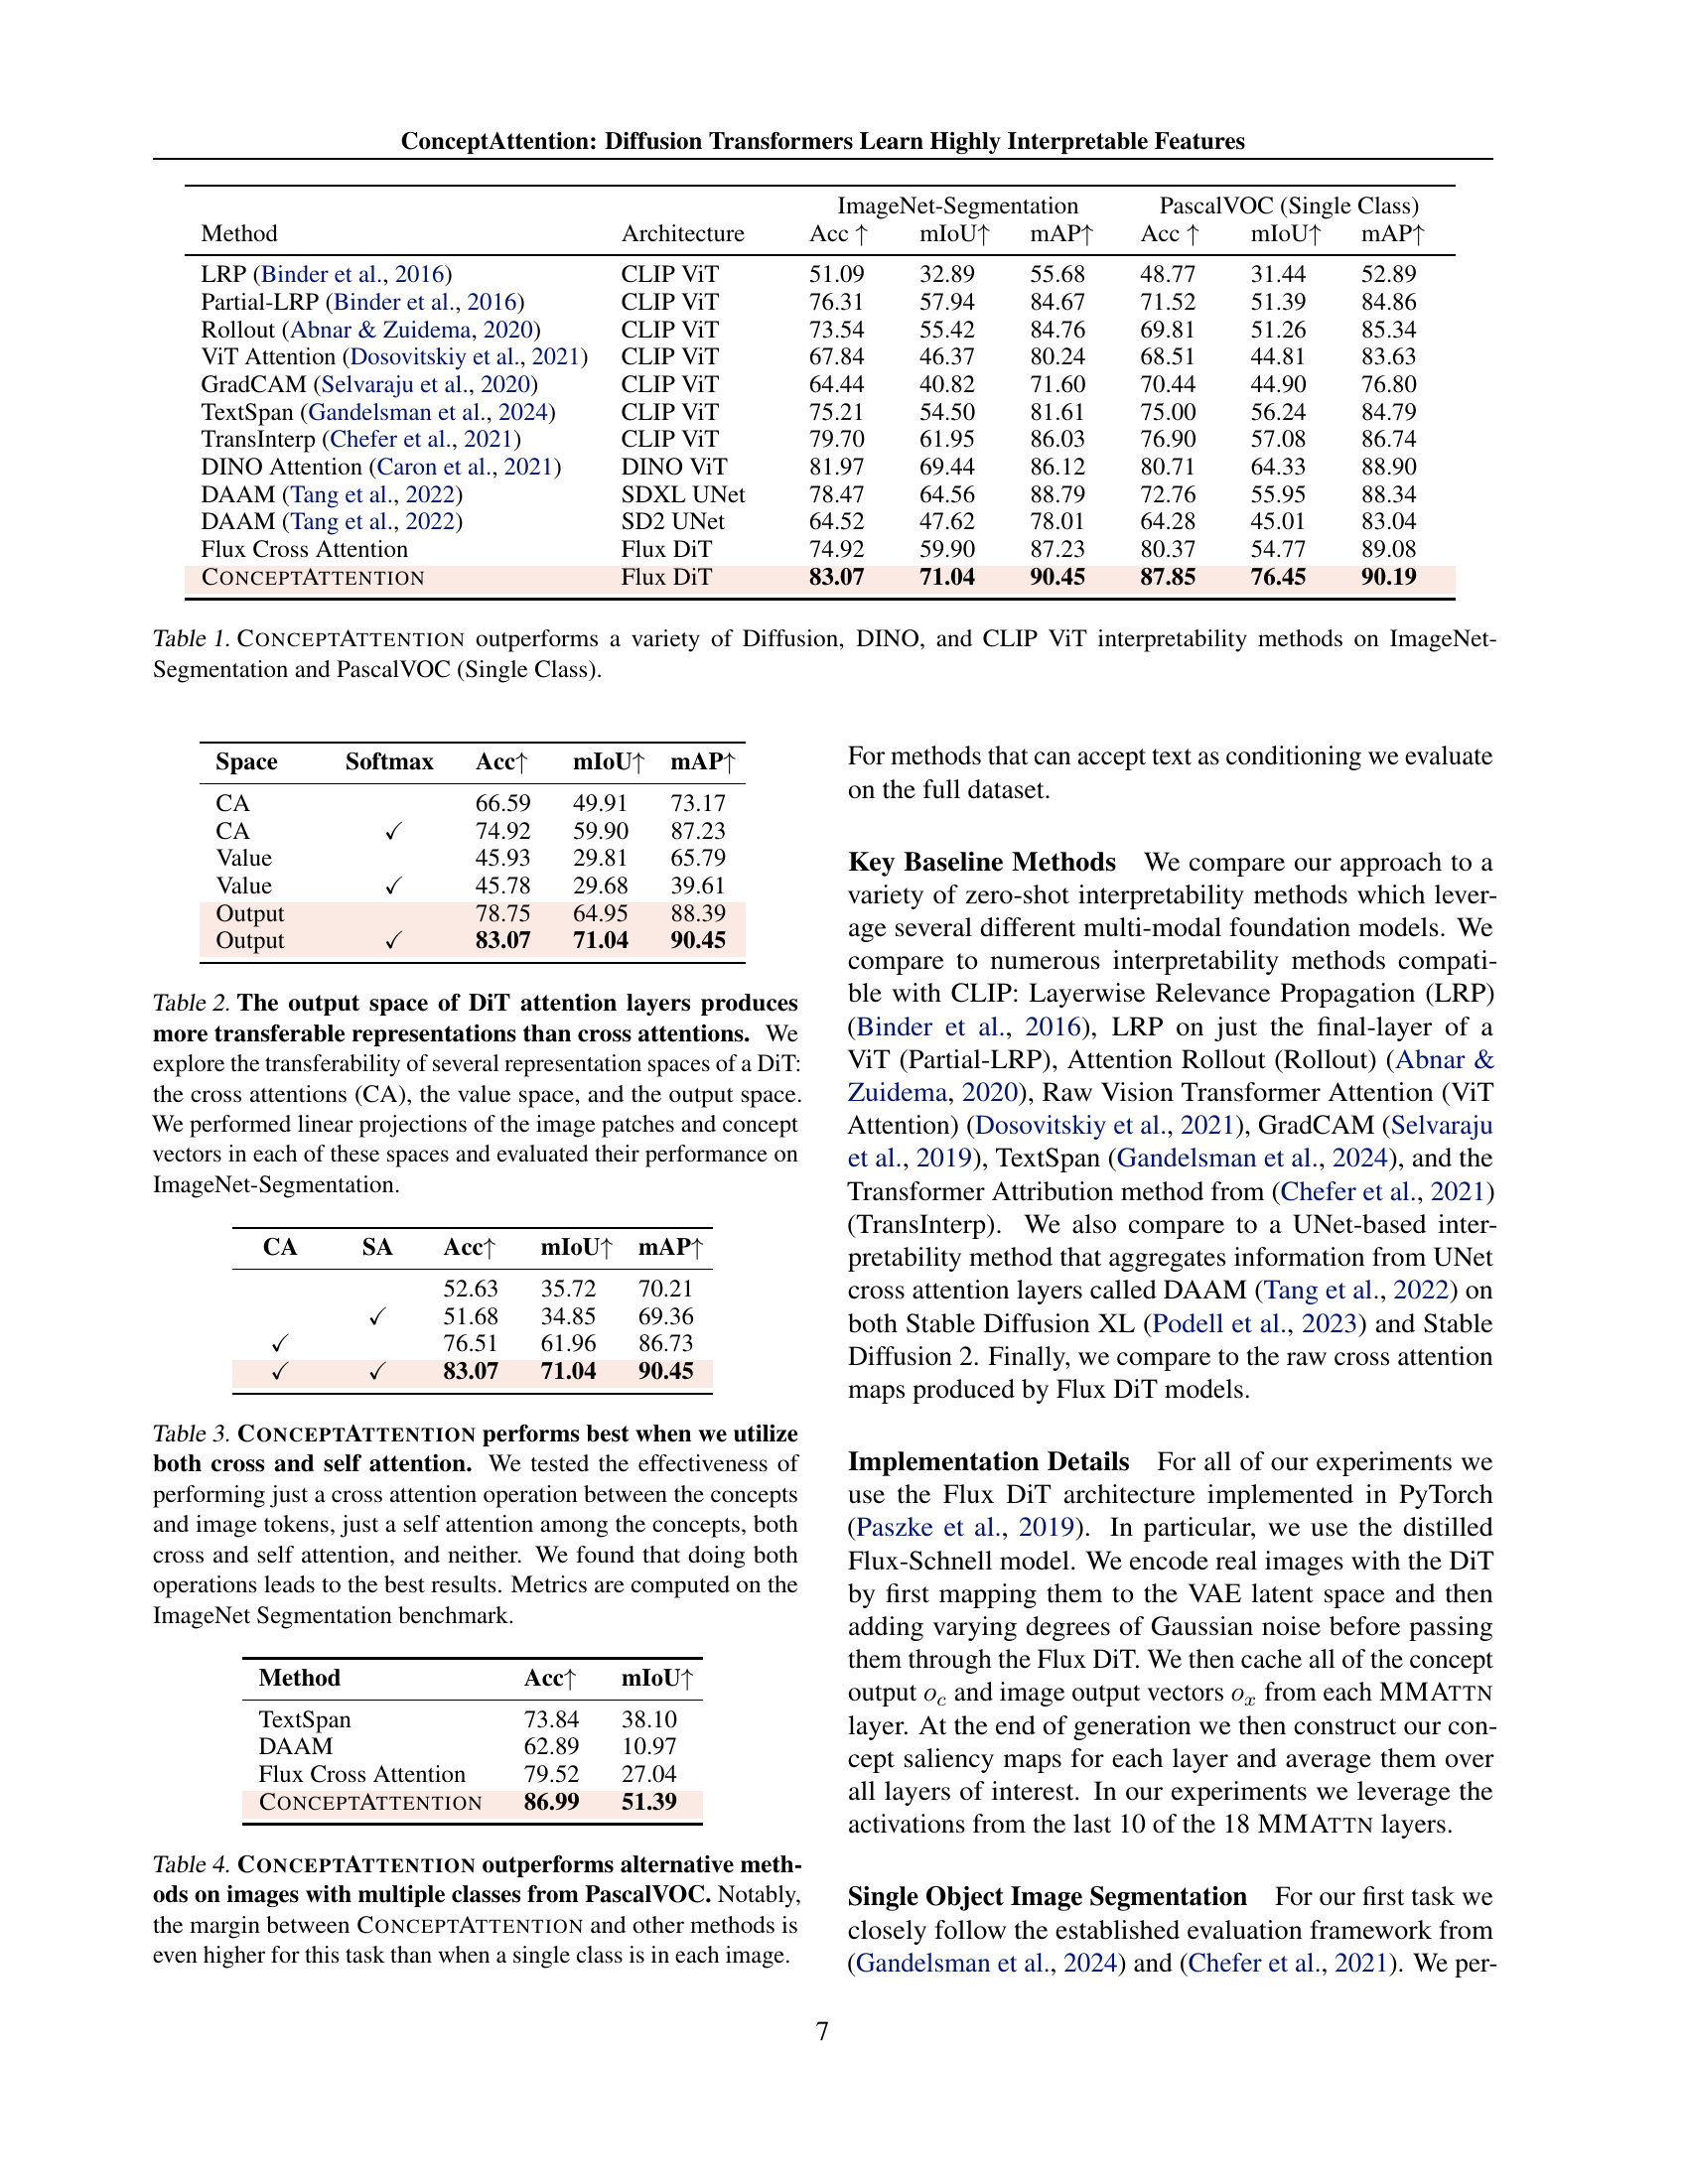 ConceptAttention: Diffusion Transformers Learn Highly Interpretable Features
ImageNet-Segmentation PascalVOC (Single Class)
Method Architecture Acc ↑ mIoU↑ mAP↑ Acc ↑ mIoU↑ mAP↑
LRP (Binder et al., 2016) CLIP ViT 51.09 32.89 55.68 48.77 31.44 52.89
Partial-LRP (Binder et al., 2016) CLIP ViT 76.31 57.94 84.67 71.52 51.39 84.86
Rollout (Abnar & Zuidema, 2020) CLIP ViT 73.54 55.42 84.76 69.81 51.26 85.34
ViT Attention (Dosovitskiy et al., 2021) CLIP ViT 67.84 46.37 80.24 68.51 44.81 83.63
GradCAM (Selvaraju et al., 2020) CLIP ViT 64.44 40.82 71.60 70.44 44.90 76.80
TextSpan (Gandelsman et al., 2024) CLIP ViT 75.21 54.50 81.61 75.00 56.24 84.79
TransInterp (Chefer et al., 2021) CLIP ViT 79.70 61.95 86.03 76.90 57.08 86.74
DINO Attention (Caron et al., 2021) DINO ViT 81.97 69.44 86.12 80.71 64.33 88.90
DAAM (Tang et al., 2022) SDXL UNet 78.47 64.56 88.79 72.76 55.95 88.34
DAAM (Tang et al., 2022) SD2 UNet 64.52 47.62 78.01 64.28 45.01 83.04
Flux Cross Attention Flux DiT 74.92 59.90 87.23 80.37 54.77 89.08
CONCEPTATTENTION Flux DiT 83.07 71.04 90.45 87.85 76.45 90.19
Table 1. CONCEPTATTENTION outperforms a variety of Diffusion, DINO, and CLIP ViT interpretability methods on ImageNet-
Segmentation and PascalVOC (Single Class).
Space Softmax Acc↑ mIoU↑ mAP↑
CA 66.59 49.91 73.17
CA ✓ 74.92 59.90 87.23
Value 45.93 29.81 65.79
Value ✓ 45.78 29.68 39.61
Output 78.75 64.95 88.39
Output ✓ 83.07 71.04 90.45
Table 2. The output space of DiT attention layers produces
more transferable representations than cross attentions. We
explore the transferability of several representation spaces of a DiT:
the cross attentions (CA), the value space, and the output space.
We performed linear projections of the image patches and concept
vectors in each of these spaces and evaluated their performance on
ImageNet-Segmentation.
CA SA Acc↑ mIoU↑ mAP↑
52.63 35.72 70.21
✓ 51.68 34.85 69.36
✓ 76.51 61.96 86.73
✓ ✓ 83.07 71.04 90.45
Table 3. CONCEPTATTENTION performs best when we utilize
both cross and self attention. We tested the effectiveness of
performing just a cross attention operation between the concepts
and image tokens, just a self attention among the concepts, both
cross and self attention, and neither. We found that doing both
operations leads to the best results. Metrics are computed on the
ImageNet Segmentation benchmark.
Method Acc↑ mIoU↑
TextSpan 73.84 38.10
DAAM 62.89 10.97
Flux Cross Attention 79.52 27.04
CONCEPTATTENTION 86.99 51.39
Table 4. CONCEPTATTENTION outperforms alternative meth-
ods on images with multiple classes from PascalVOC. Notably,
the margin between CONCEPTATTENTION and other methods is
even higher for this task than when a single class is in each image.
For methods that can accept text as conditioning we evaluate
on the full dataset.
Key Baseline Methods We compare our approach to a
variety of zero-shot interpretability methods which lever-
age several different multi-modal foundation models. We
compare to numerous interpretability methods compati-
ble with CLIP: Layerwise Relevance Propagation (LRP)
(Binder et al., 2016), LRP on just the final-layer of a
ViT (Partial-LRP), Attention Rollout (Rollout) (Abnar &
Zuidema, 2020), Raw Vision Transformer Attention (ViT
Attention) (Dosovitskiy et al., 2021), GradCAM (Selvaraju
et al., 2019), TextSpan (Gandelsman et al., 2024), and the
Transformer Attribution method from (Chefer et al., 2021)
(TransInterp). We also compare to a UNet-based inter-
pretability method that aggregates information from UNet
cross attention layers called DAAM (Tang et al., 2022) on
both Stable Diffusion XL (Podell et al., 2023) and Stable
Diffusion 2. Finally, we compare to the raw cross attention
maps produced by Flux DiT models.
Implementation Details For all of our experiments we
use the Flux DiT architecture implemented in PyTorch
(Paszke et al., 2019). In particular, we use the distilled
Flux-Schnell model. We encode real images with the DiT
by first mapping them to the VAE latent space and then
adding varying degrees of Gaussian noise before passing
them through the Flux DiT. We then cache all of the concept
output o_c and image output vectors o_x from each MMATTN
layer. At the end of generation we then construct our con-
cept saliency maps for each layer and average them over
all layers of interest. In our experiments we leverage the
activations from the last 10 of the 18 MMATTN layers.
Single Object Image Segmentation For our first task we
closely follow the established evaluation framework from
(Gandelsman et al., 2024) and (Chefer et al., 2021). We per-
7